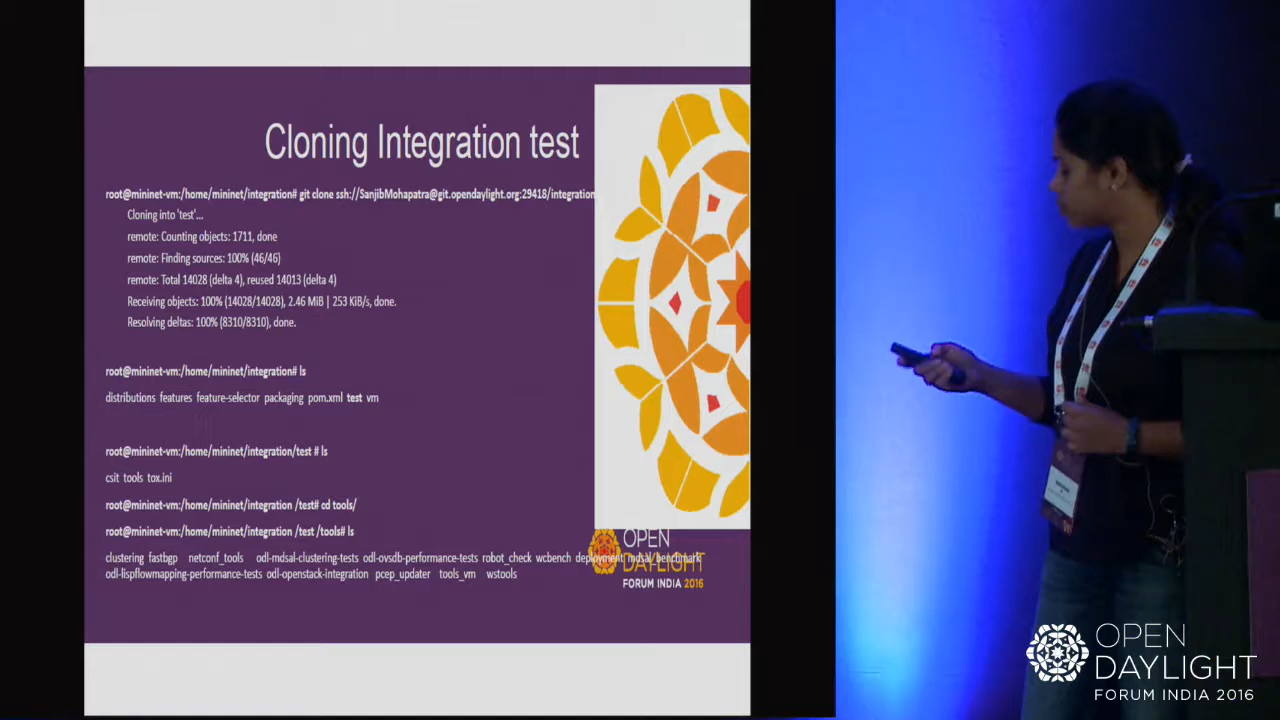 Cloning Integration test
root@mininet-vm:/home/mininet/integration# git clone ssh://SanjibMohapatra@git.opendaylight.org:29418/integration
Cloning into 'test'...
remote: Counting objects: 1711, done
remote: Finding sources: 100% (46/46)
remote: Total 14028 (delta 4), reused 14013 (delta 4)
Receiving objects: 100% (14028/14028), 2.46 MiB | 253 KiB/s, done.
Resolving deltas: 100% (8310/8310), done.
root@mininet-vm:/home/mininet/integration# ls
distributions features feature-selector packaging pom.xml test vm
root@mininet-vm:/home/mininet/integration/test # ls
csit tools tox.ini
root@mininet-vm:/home/mininet/integration /test# cd tools/
root@mininet-vm:/home/mininet/integration /test /tools# ls
clustering fastbgp netconf_tools odl-mdsal-clustering-tests odl-ovsdb-performance-tests robot_check wcbench deployment mdsal_benchmark
odl-lispflowmapping-performance-tests odl-openstack-integration pcep_updater tools_vm wstools
OPEN
DAYLIGHT
FORUM INDIA 2016
OPEN
DAYLIGHT
FORUM INDIA 2016